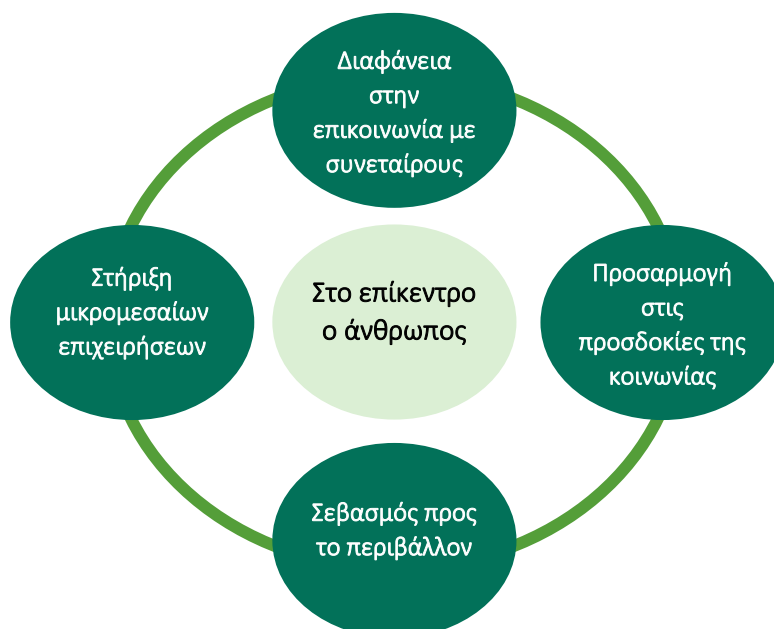 Διαφάνεια
στην
επικοινωνία με
συνεταίρους
Στήριξη
μικρομεσαίων
επιχειρήσεων
Στο επίκεντρο
ο άνθρωπος
Προσαρμογή
στις
προσδοκίες της
κοινωνίας
Σεβασμός προς
το περιβάλλον